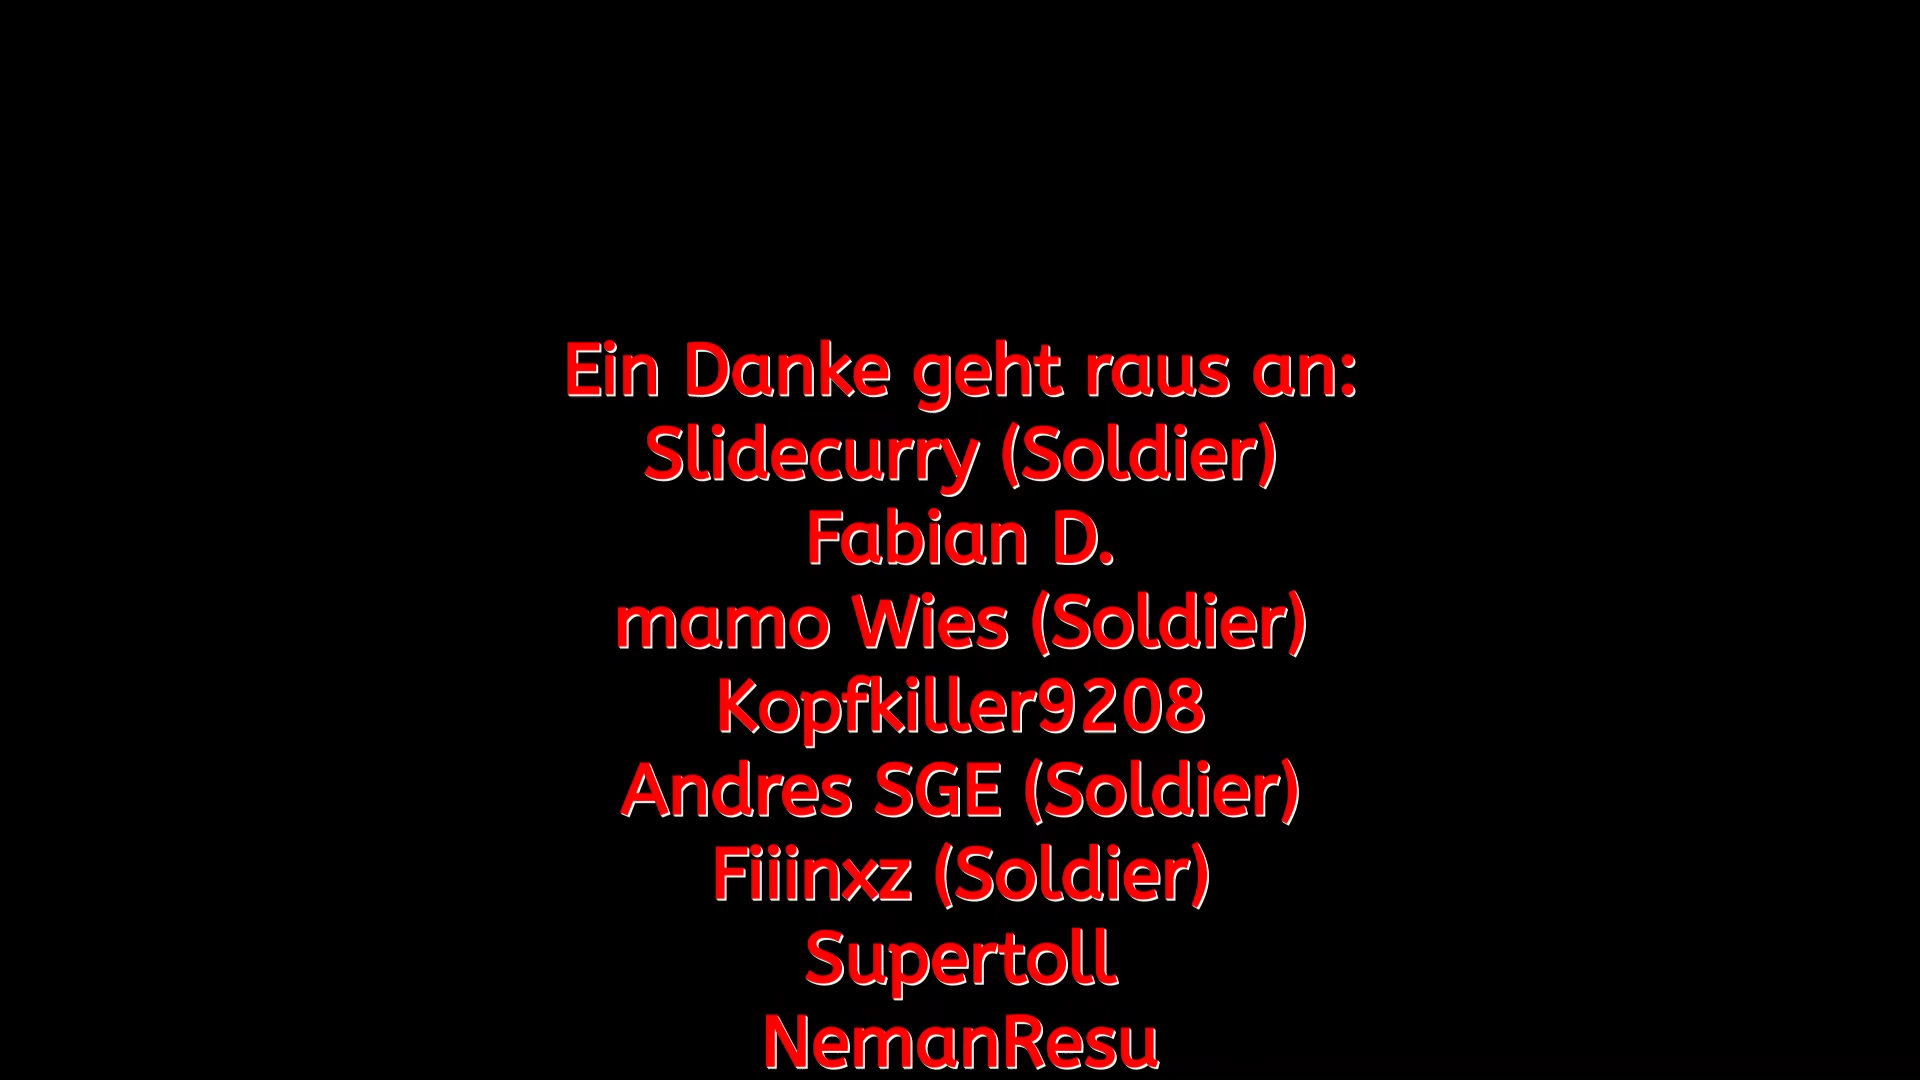 Ein Danke geht raus an:
Slidecurry (Soldier)
Fabian D.
mamo Wies (Soldier)
Kopfkiller9208
Andres SGE (Soldier)
Fiiinxz (Soldier)
Supertoll
NemanResu